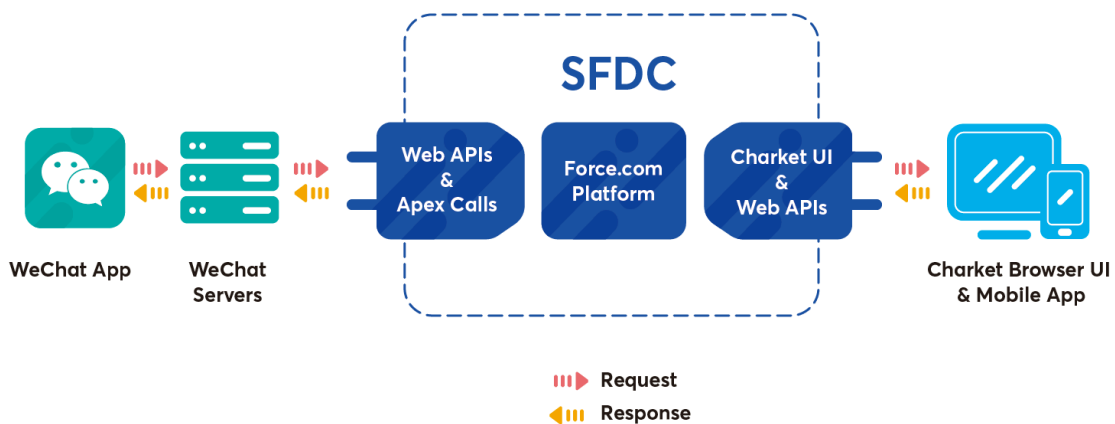 SFDC
Web APIs
&
Apex Calls
Force.com
Platform
Charket UI
&
Web APIs
WeChat App
WeChat
Servers
Charket Browser UI
& Mobile App
Request
Response